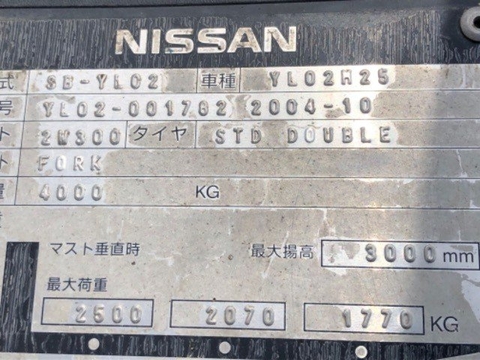 NISSAN
式 SB-YL02 車種 YL02H25
号 YL02-001782 2004-10
ト 2W300 タイヤ STD DOUBLE
ト FORK
量 4000 KG
マスト垂直時 最大揚高 3000 mm
最大荷重
2500 2070 1770 KG